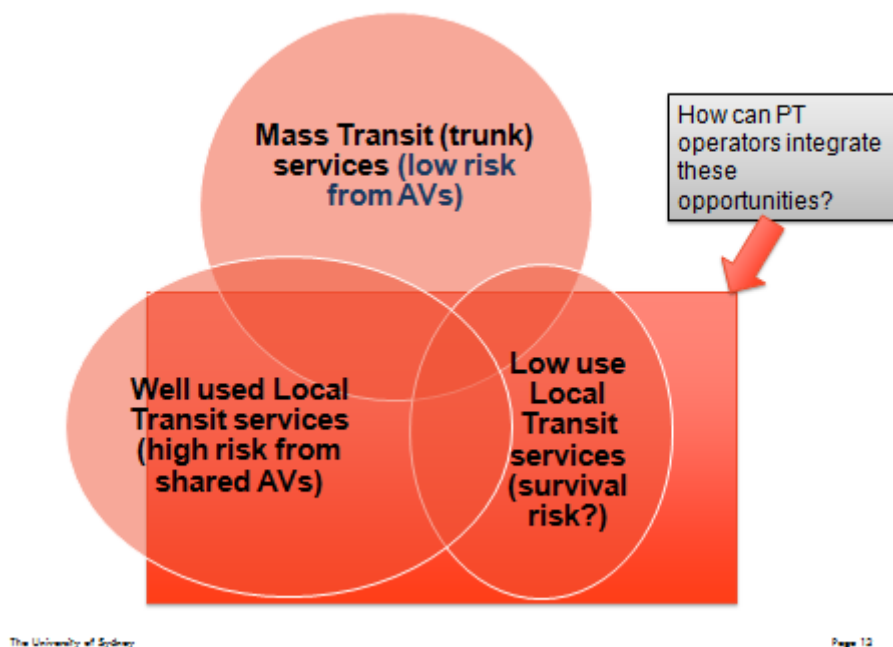 Mass Transit (trunk)
services (low risk
from AVs)
How can PT
operators integrate
these
opportunities?
Well used Local
Transit services
(high risk from
shared AVs)
Low use
Local
Transit
services
(survival
risk?)
The University of Sydney
Page 13